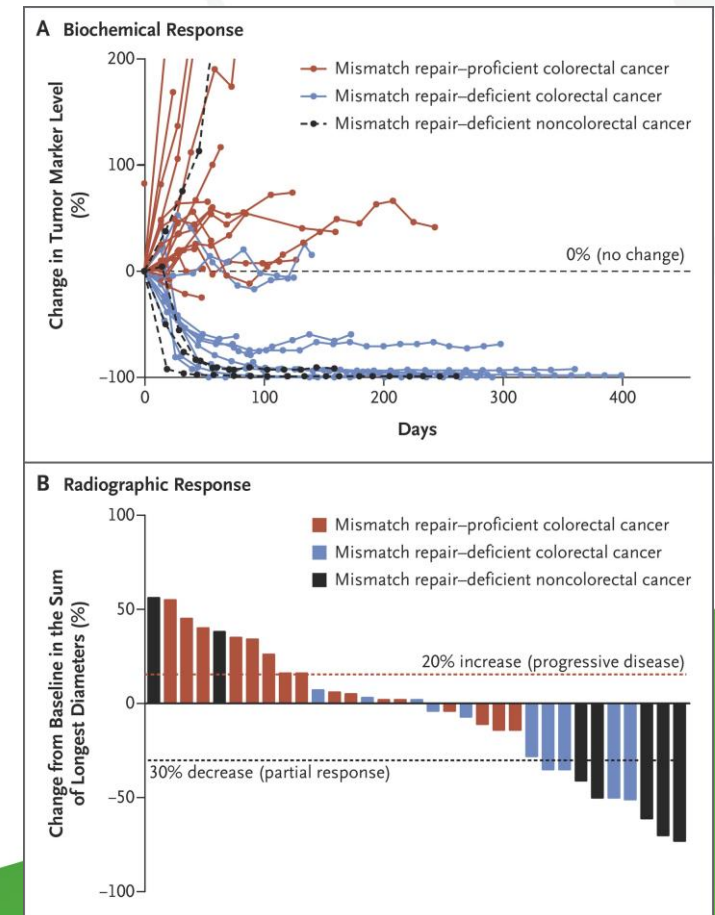 A Biochemical Response
Change in Tumor Marker Level
(%)
200
100
0
−100
Mismatch repair–proficient colorectal cancer
Mismatch repair–deficient colorectal cancer
Mismatch repair–deficient noncolorectal cancer
0% (no change)
0
100
200
300
400
Days
B Radiographic Response
Change from Baseline in the Sum
of Longest Diameters (%)
100
50
0
−50
−100
Mismatch repair–proficient colorectal cancer
Mismatch repair–deficient colorectal cancer
Mismatch repair–deficient noncolorectal cancer
20% increase (progressive disease)
30% decrease (partial response)